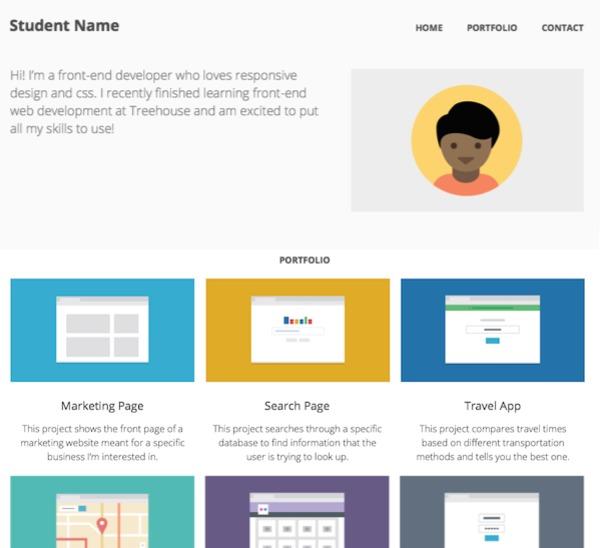 Student Name
HOME PORTFOLIO CONTACT
Hi! I'm a front-end developer who loves responsive
design and css. I recently finished learning front-end
web development at Treehouse and am excited to put
all my skills to use!
PORTFOLIO
Marketing Page
This project shows the front page of a
marketing website meant for a specific
business I'm interested in.
Search Page
This project searches through a specific
database to find information that the
user is trying to look up.
Travel App
This project compares travel times
based on different transportation
methods and tells you the best one.